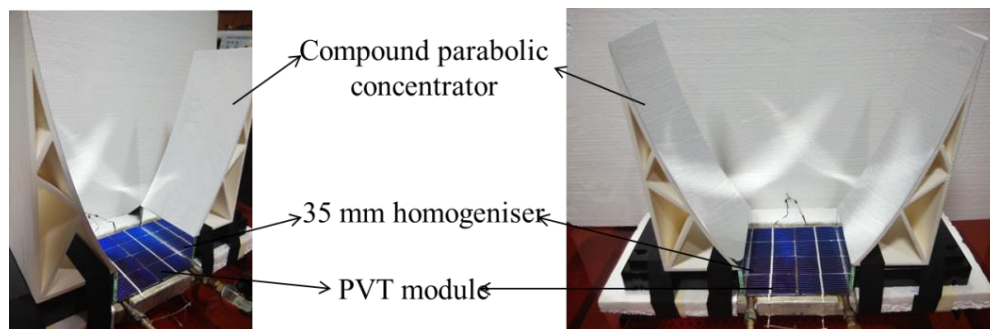 Compound parabolic
concentrator
35 mm homogeniser
PVT module